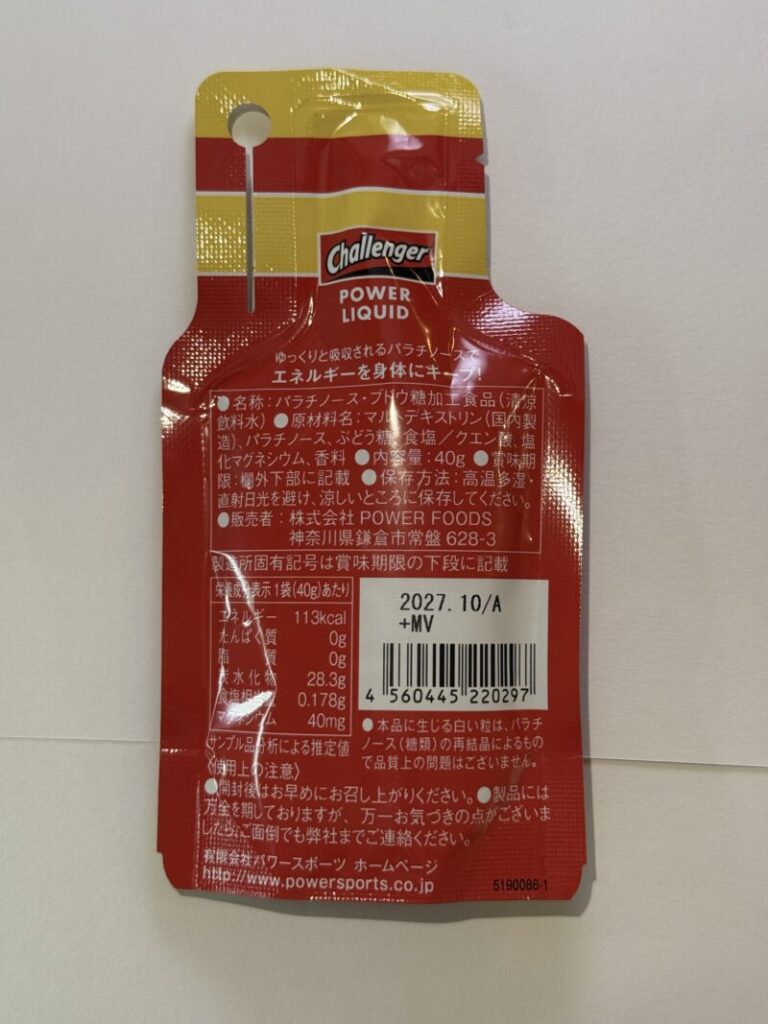 Challenger
POWER
LIQUID
ゆっくりと吸収されるパラチノースで
エネルギーを身体にキープ!
●名称:パラチノース・ブドウ糖加工食品(清涼
飲料水) ●原材料名:マルトデキストリン(国内製
造)、パラチノース、ぶどう糖、食塩/クエン酸、塩
化マグネシウム、香料 ●内容量:40g ●賞味期
限:欄外下部に記載 ●保存方法:高温多湿・
直射日光を避け、涼しいところに保存してください。
●販売者:株式会社 POWER FOODS
神奈川県鎌倉市常盤 628-3
製造所固有記号は賞味期限の下段に記載
栄養成分表示 1袋(40g)あたり
エネルギー 113kcal
たんぱく質 0g
脂質 0g
炭水化物 28.3g
食塩相当量 0.178g
マグネシウム 40mg
サンプル品分析による推定値
2027.10/A
+MV
4 560445 220297
●本品に生じる白い粒は、パラチ
ノース(糖類)の再結晶によるもの
で品質上の問題はございません。
〈使用上の注意〉
●開封後はお早めにお召し上がりください。●製品には
万全を期しておりますが、万一お気づきの点がございま
したら、ご面倒でも弊社までご連絡ください。
有限会社パワースポーツ ホームページ
http://www.powersports.co.jp
5190086-1